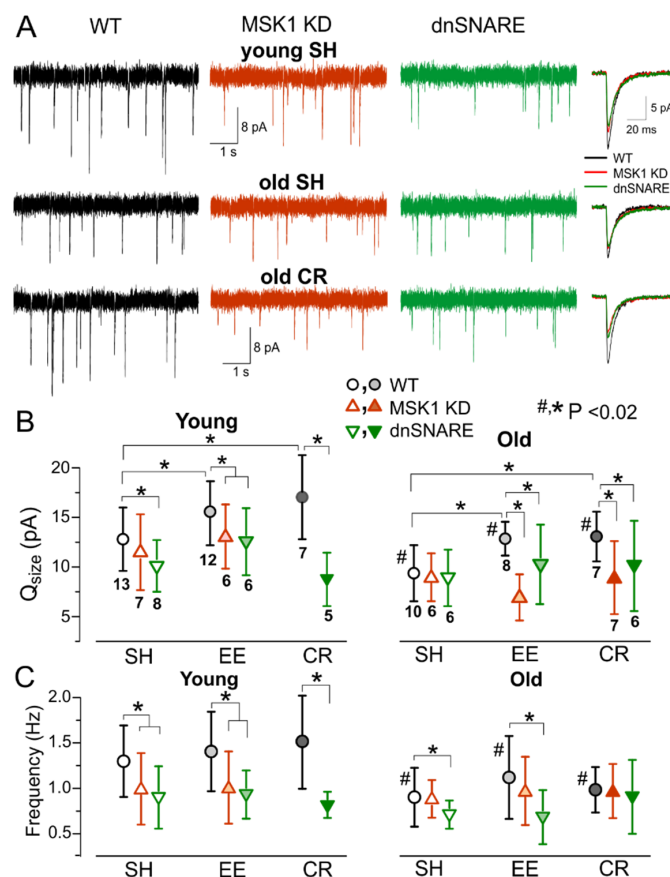 A
WT MSK1 KD dnSNARE
young SH
8 pA
1 s
5 pA
20 ms
WT
MSK1 KD
dnSNARE
old SH
old CR
8 pA
1 s
WT
MSK1 KD
dnSNARE
#,* P <0.02
B
Young
Old
Qsize (pA)
20
15
10
5
* * * * *
13 7 8 12 6 6 7 5
* * * * * *
# # #
10 6 6 8 7 7 6
SH EE CR
SH EE CR
C
Young
Old
Frequency (Hz)
2.0
1.5
1.0
0.5
* * *
# * # * #
SH EE CR
SH EE CR